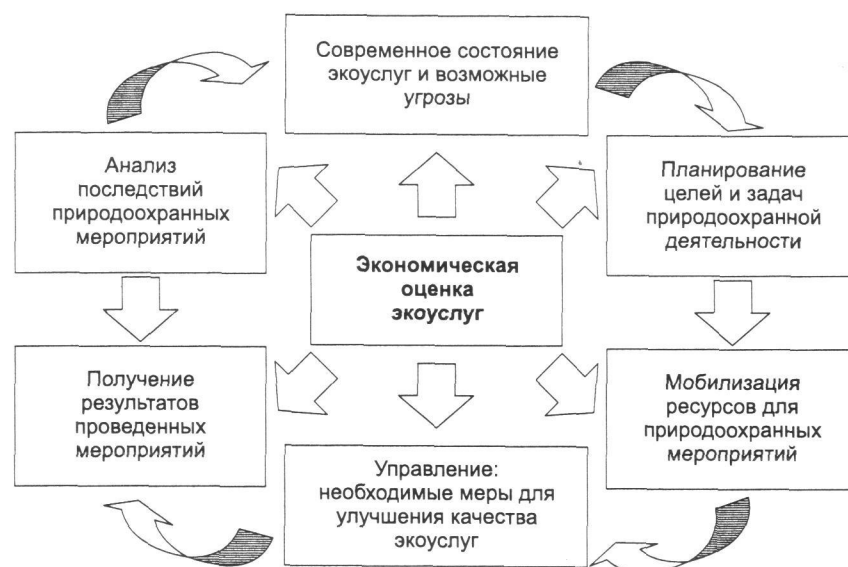 Современное состояние
экоуслуг и возможные
угрозы
Анализ
последствий
природоохранных
мероприятий
Планирование
целей и задач
природоохранной
деятельности
Экономическая
оценка
экоуслуг
Получение
результатов
проведенных
мероприятий
Мобилизация
ресурсов для
природоохранных
мероприятий
Управление:
необходимые меры для
улучшения качества
экоуслуг